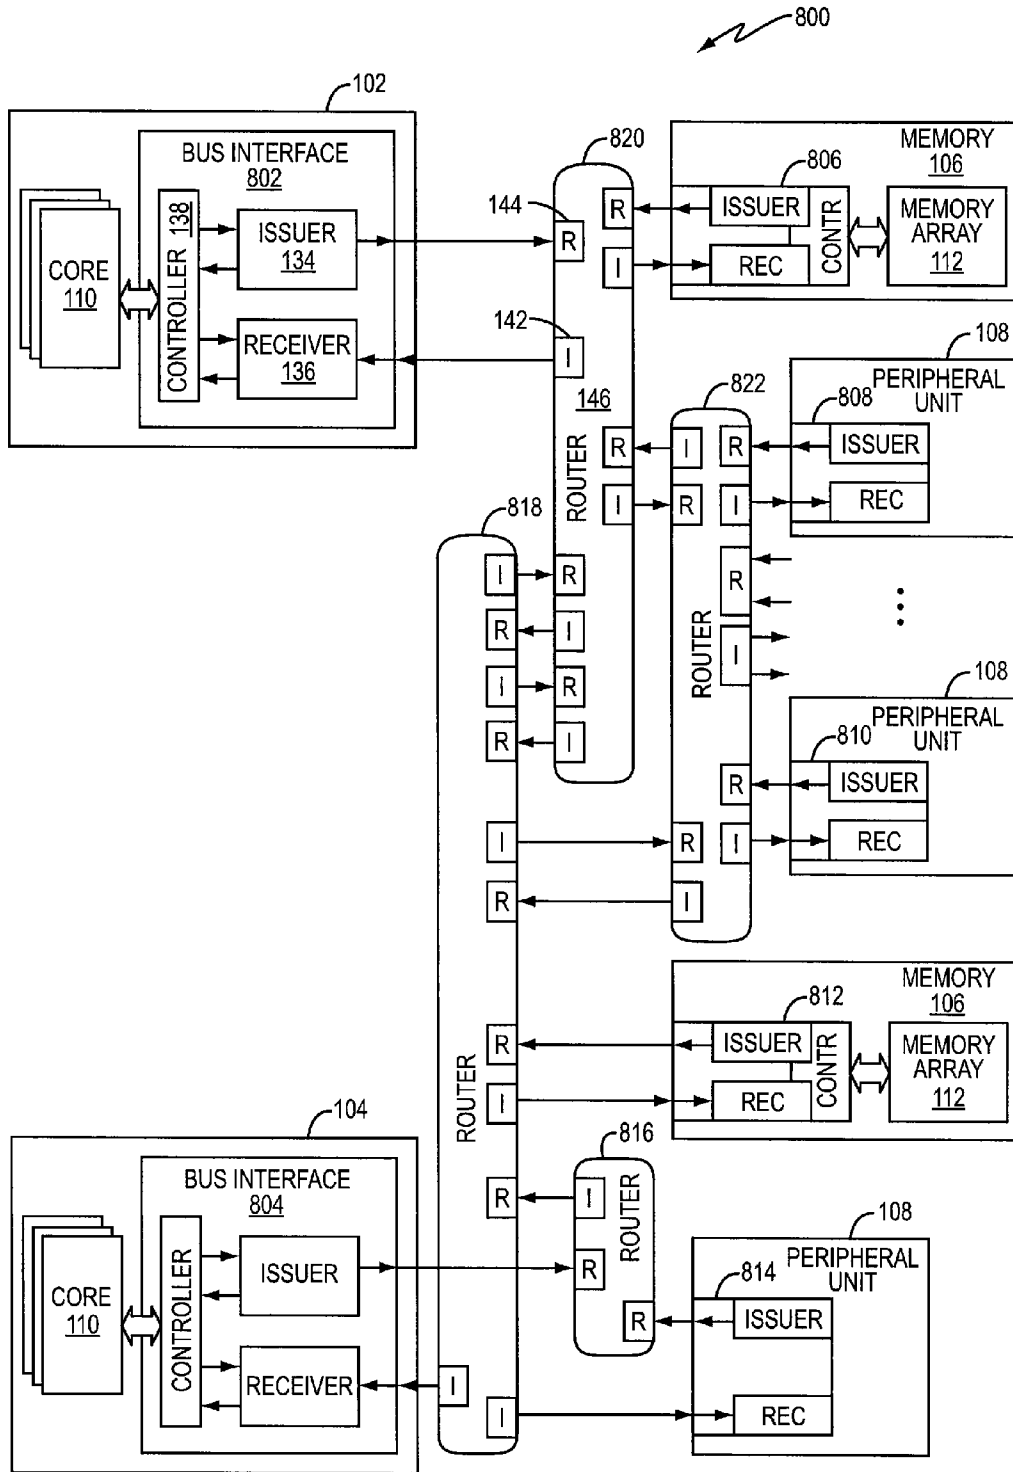 800
102
BUS INTERFACE
802
CORE
110
CONTROLLER 138
ISSUER
134
RECEIVER
136
820
144
R
142
I
146
ROUTER
R
I
R
I
R
I
R
I
MEMORY
106
806
ISSUER
REC
CONTR
MEMORY
ARRAY
112
822
I
R
R
I
R
I
R
I
R
I
ROUTER
108
PERIPHERAL
UNIT
808
ISSUER
REC
108
PERIPHERAL
UNIT
810
ISSUER
REC
818
I
R
I
R
I
R
R
I
R
I
I
ROUTER
MEMORY
106
812
ISSUER
REC
CONTR
MEMORY
ARRAY
112
816
I
R
R
ROUTER
104
BUS INTERFACE
804
CORE
110
CONTROLLER
ISSUER
RECEIVER
108
PERIPHERAL
UNIT
814
ISSUER
REC